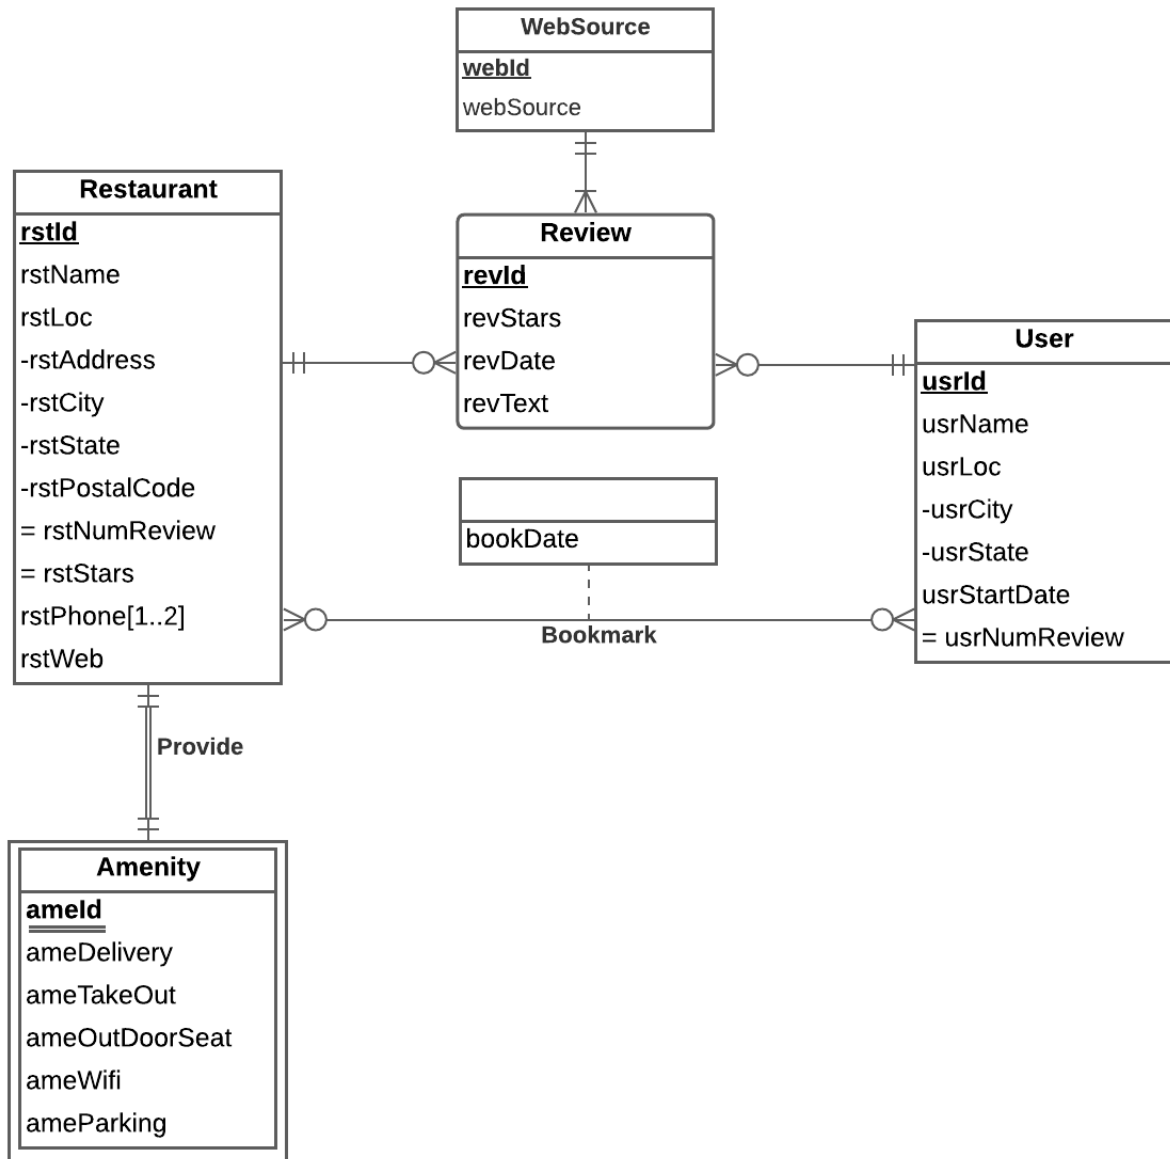 WebSource
webId
webSource
Restaurant
rstId
rstName
rstLoc
-rstAddress
-rstCity
-rstState
-rstPostalCode
= rstNumReview
= rstStars
rstPhone[1..2]
rstWeb
Review
revId
revStars
revDate
revText
User
usrId
usrName
usrLoc
-usrCity
-usrState
usrStartDate
= usrNumReview
bookDate
Bookmark
Provide
Amenity
ameId
ameDelivery
ameTakeOut
ameOutDoorSeat
ameWifi
ameParking